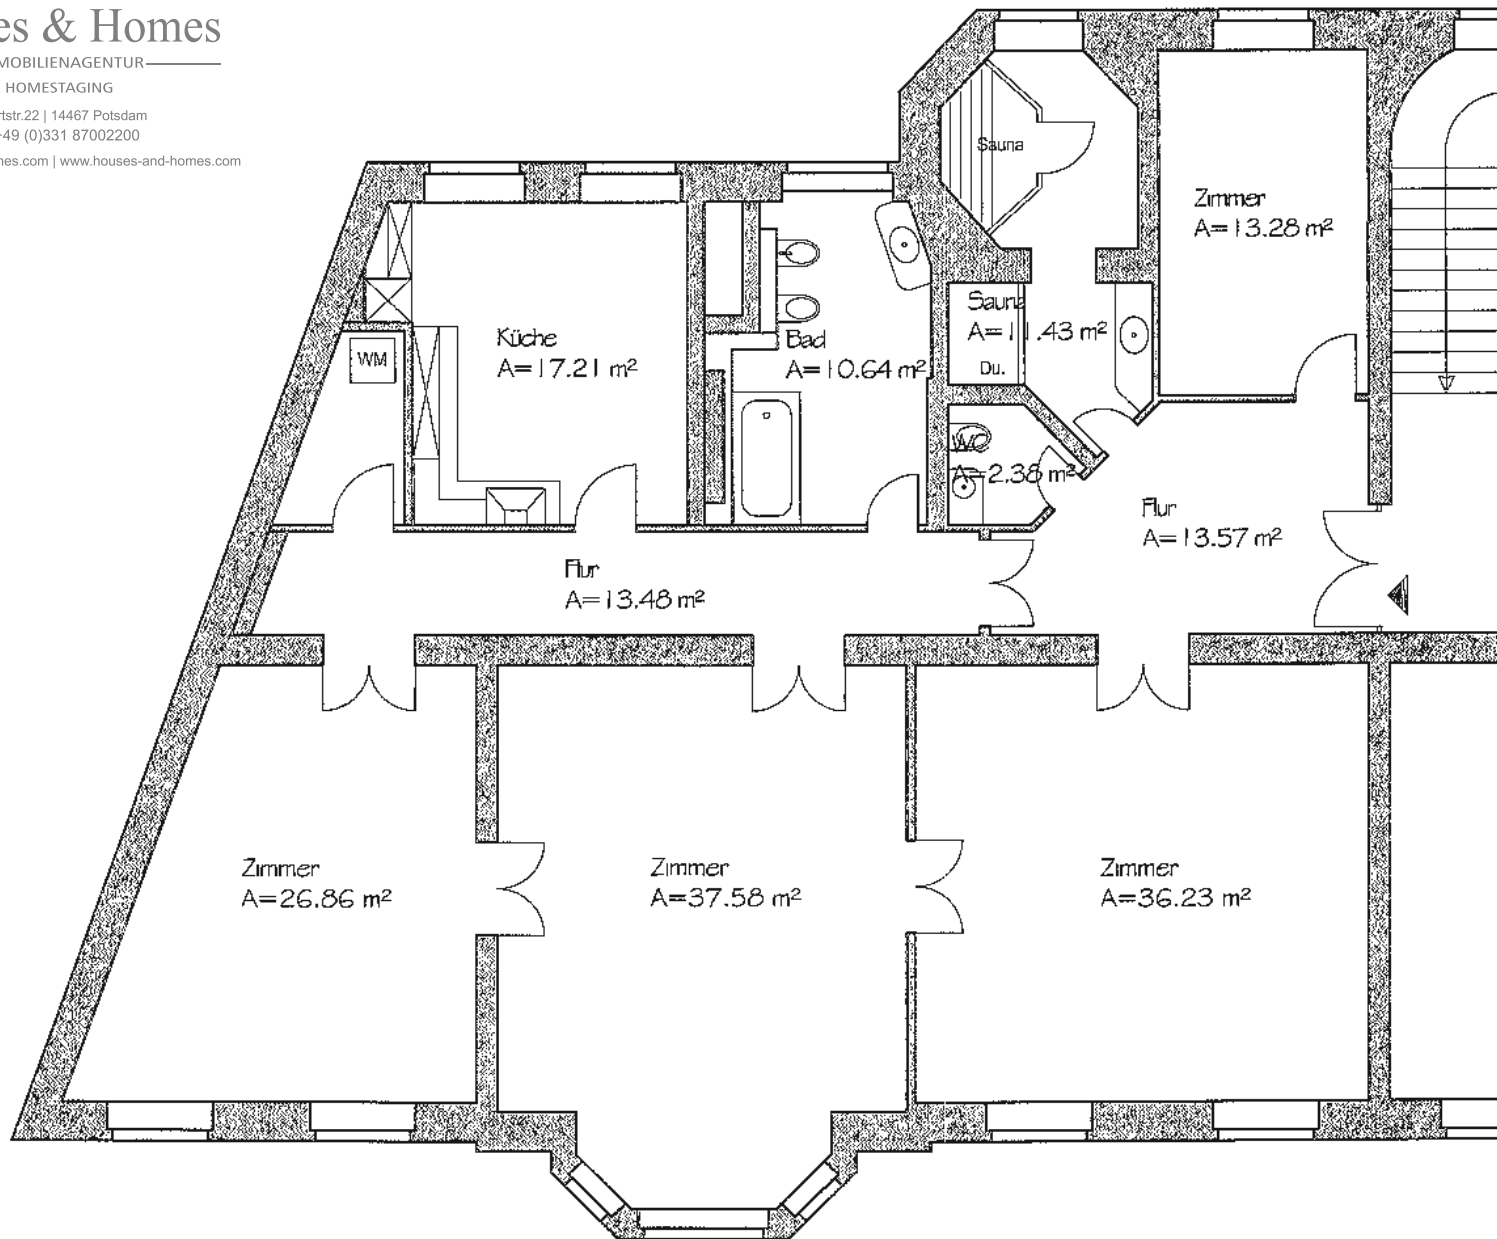 es & Homes
MOBILIENAGENTUR
HOMESTAGING
rtstr.22 | 14467 Potsdam
+49 (0)331 87002200
mes.com | www.houses-and-homes.com
Sauna
Zimmer
A=13.28 m²
Küche
A=17.21 m²
WM
Bad
A=10.64 m²
Sauna
A=11.43 m²
Du.
WC
A=2.38 m²
Flur
A=13.57 m²
Flur
A=13.48 m²
Zimmer
A=26.86 m²
Zimmer
A=37.58 m²
Zimmer
A=36.23 m²